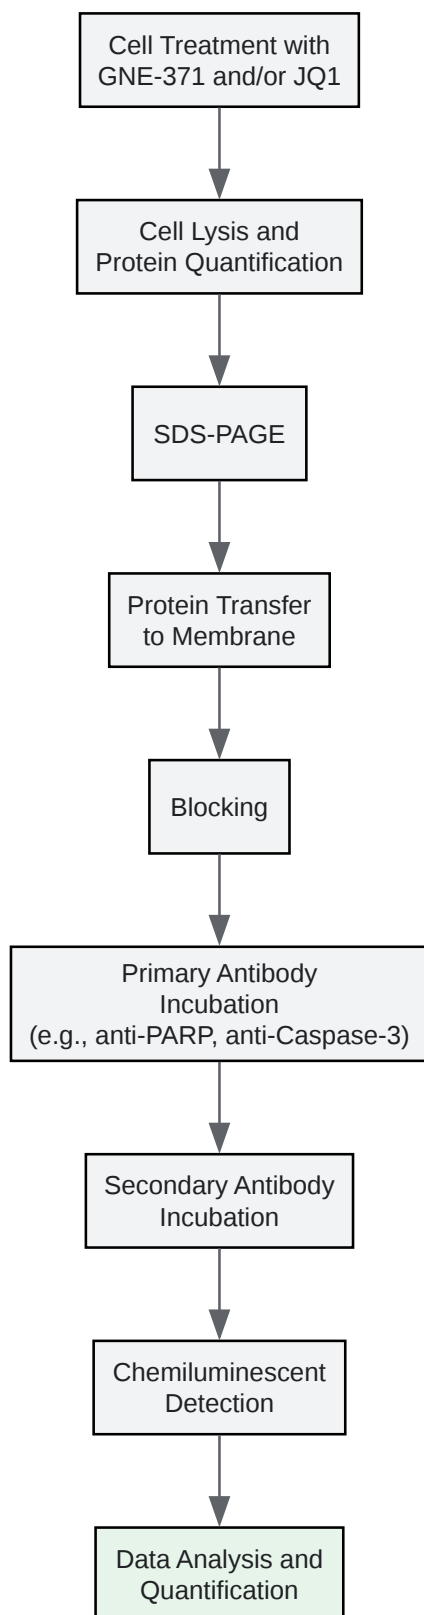 Cell Treatment with
GNE-371 and/or JQ1
Cell Lysis and
Protein Quantification
SDS-PAGE
Protein Transfer
to Membrane
Blocking
Primary Antibody
Incubation
(e.g., anti-PARP, anti-Caspase-3)
Secondary Antibody
Incubation
Chemiluminescent
Detection
Data Analysis and
Quantification